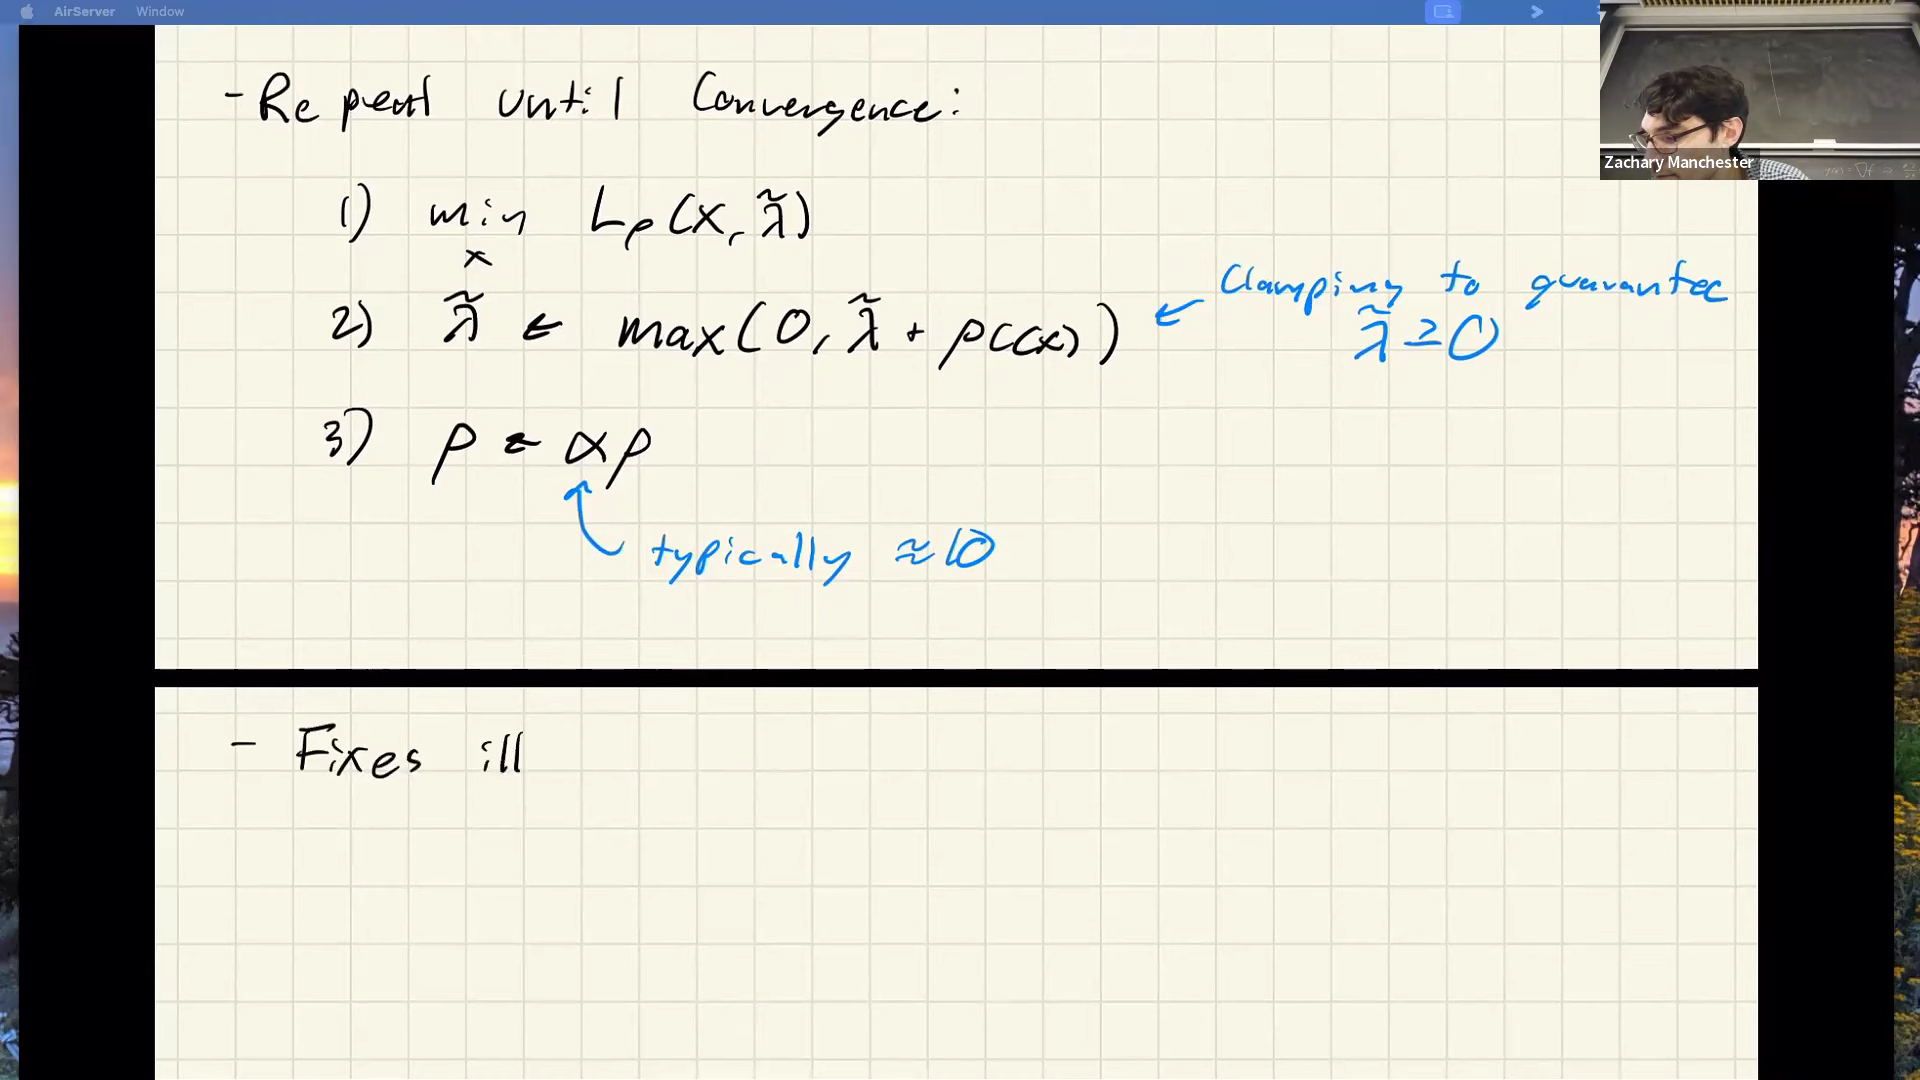 AirServer Window
- Repeat until Convergence:
1) min Lρ(x, λ̃)
x
2) λ̃ ← max(0, λ̃ + ρc(x)) ← Clamping to guarantee
λ̃ ≥ 0
3) ρ ← αρ
typically ≈ 10
- Fixes ill
Zachary Manchester